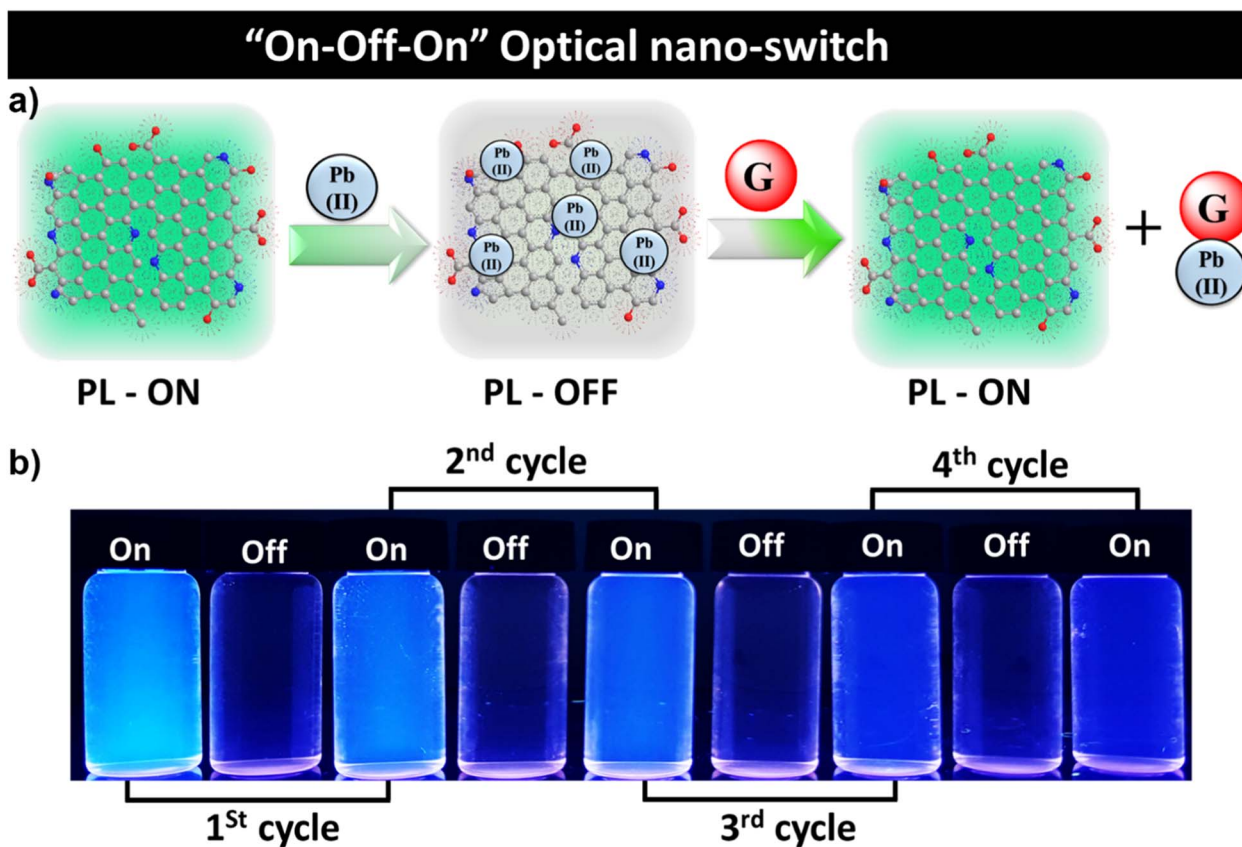 “On-Off-On” Optical nano-switch
a)
Pb (II)
Pb (II)
Pb (II)
Pb (II)
Pb (II)
Pb (II)
G
+
G
Pb (II)
PL - ON
PL - OFF
PL - ON
b)
2nd cycle
4th cycle
On Off On Off On Off On Off On
1St cycle
3rd cycle